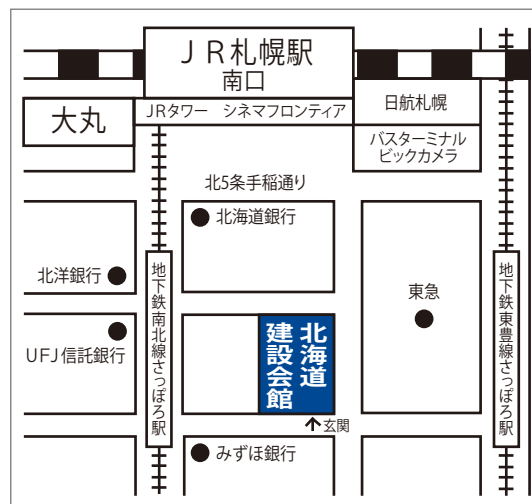 JR札幌駅
南口
大丸
JRタワー シネマフロンティア
日航札幌
バスターミナル
ビックカメラ
北5条手稲通り
北海道銀行
北洋銀行
地下鉄南北線さっぽろ駅
UFJ信託銀行
北海道
建設会館
玄関
東急
地下鉄東豊線さっぽろ駅
みずほ銀行